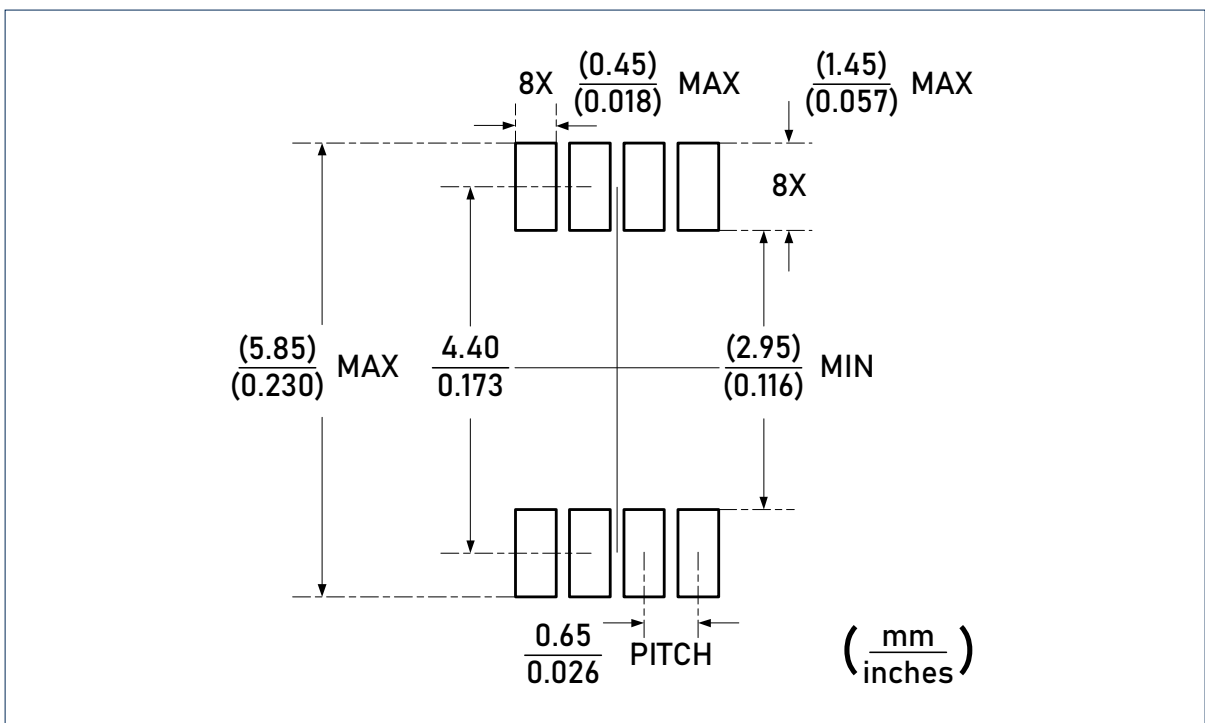 8X (0.45) MAX
(0.018)
(1.45) MAX
(0.057)
8X
(5.85) MAX
(0.230)
4.40
0.173
(2.95) MIN
(0.116)
0.65 PITCH
0.026
(mm
inches)